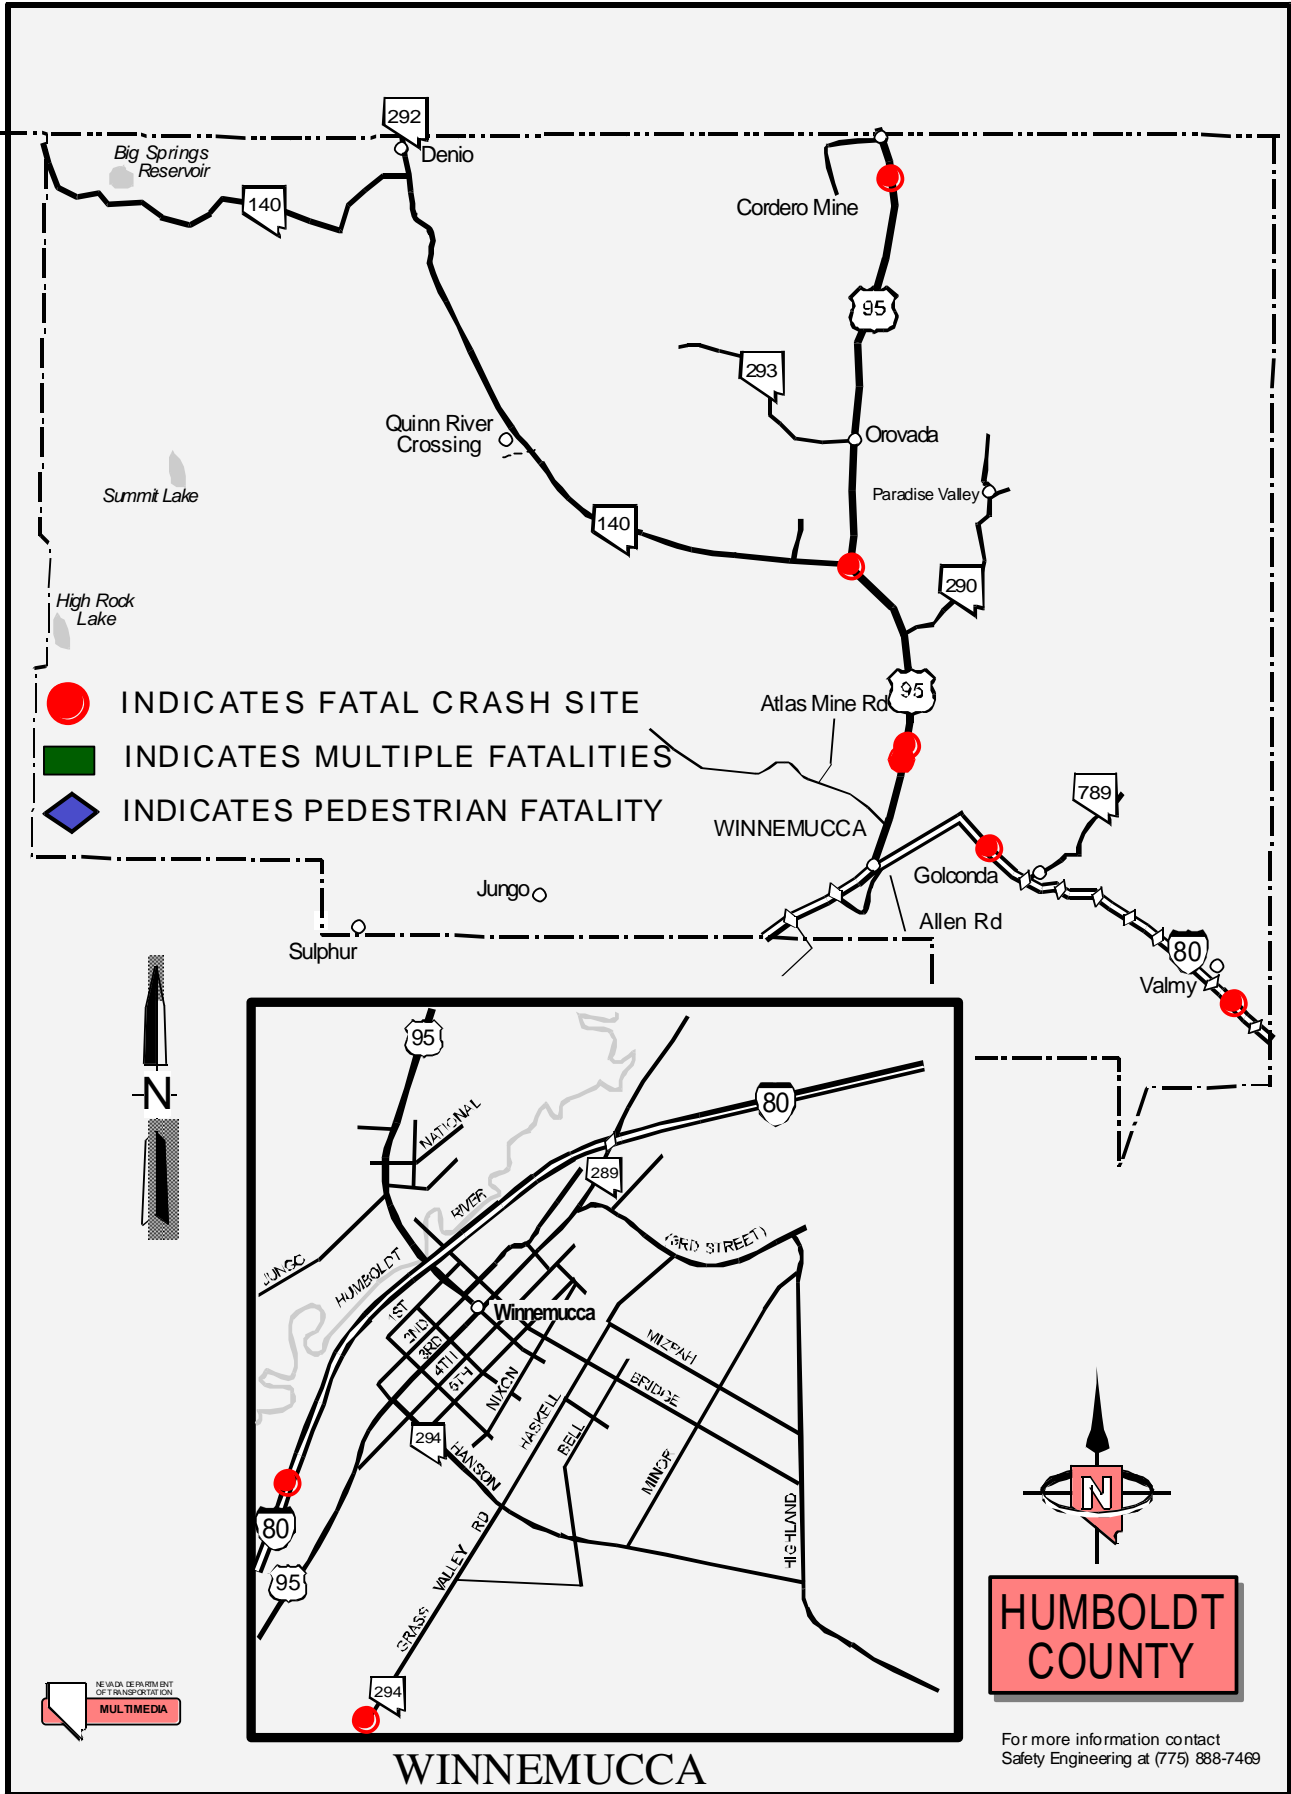 292
Denio
Big Springs
Reservoir
140
Cordero Mine
95
293
Quinn River
Crossing
Orovada
Summit Lake
Paradise Valley
140
290
High Rock
Lake
INDICATES FATAL CRASH SITE
95
Atlas Mine Rd
INDICATES MULTIPLE FATALITIES
INDICATES PEDESTRIAN FATALITY
789
WINNEMUCCA
Golconda
Jungo
Allen Rd
Sulphur
80
Valmy
N
95
80
NATIONAL
289
RIVER
(3RD STREET)
JUNGO
HUMBOLDT
1ST
2ND
3RD
4TH
5TH
Winnemucca
MIZPAH
BRIDGE
NIXON
HASKELL
BELL
294
HANSON
MINOR
HIGHLAND
80
95
GRASS VALLEY RD
294
N
HUMBOLDT
COUNTY
NEVADA DEPARTMENT
OF TRANSPORTATION
MULTIMEDIA
For more information contact
Safety Engineering at (775) 888-7469
WINNEMUCCA